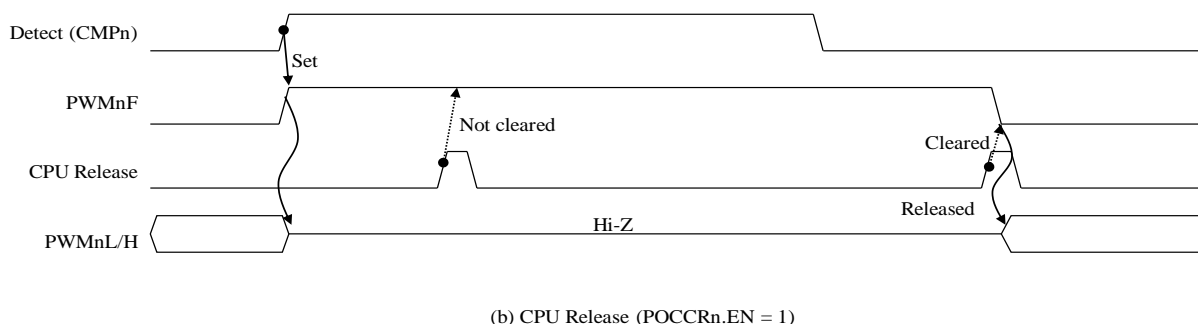 Detect (CMPn)
Set
PWMnF
Not cleared
Cleared
CPU Release
Released
Hi-Z
PWMnL/H
(b) CPU Release (POCCRn.EN = 1)